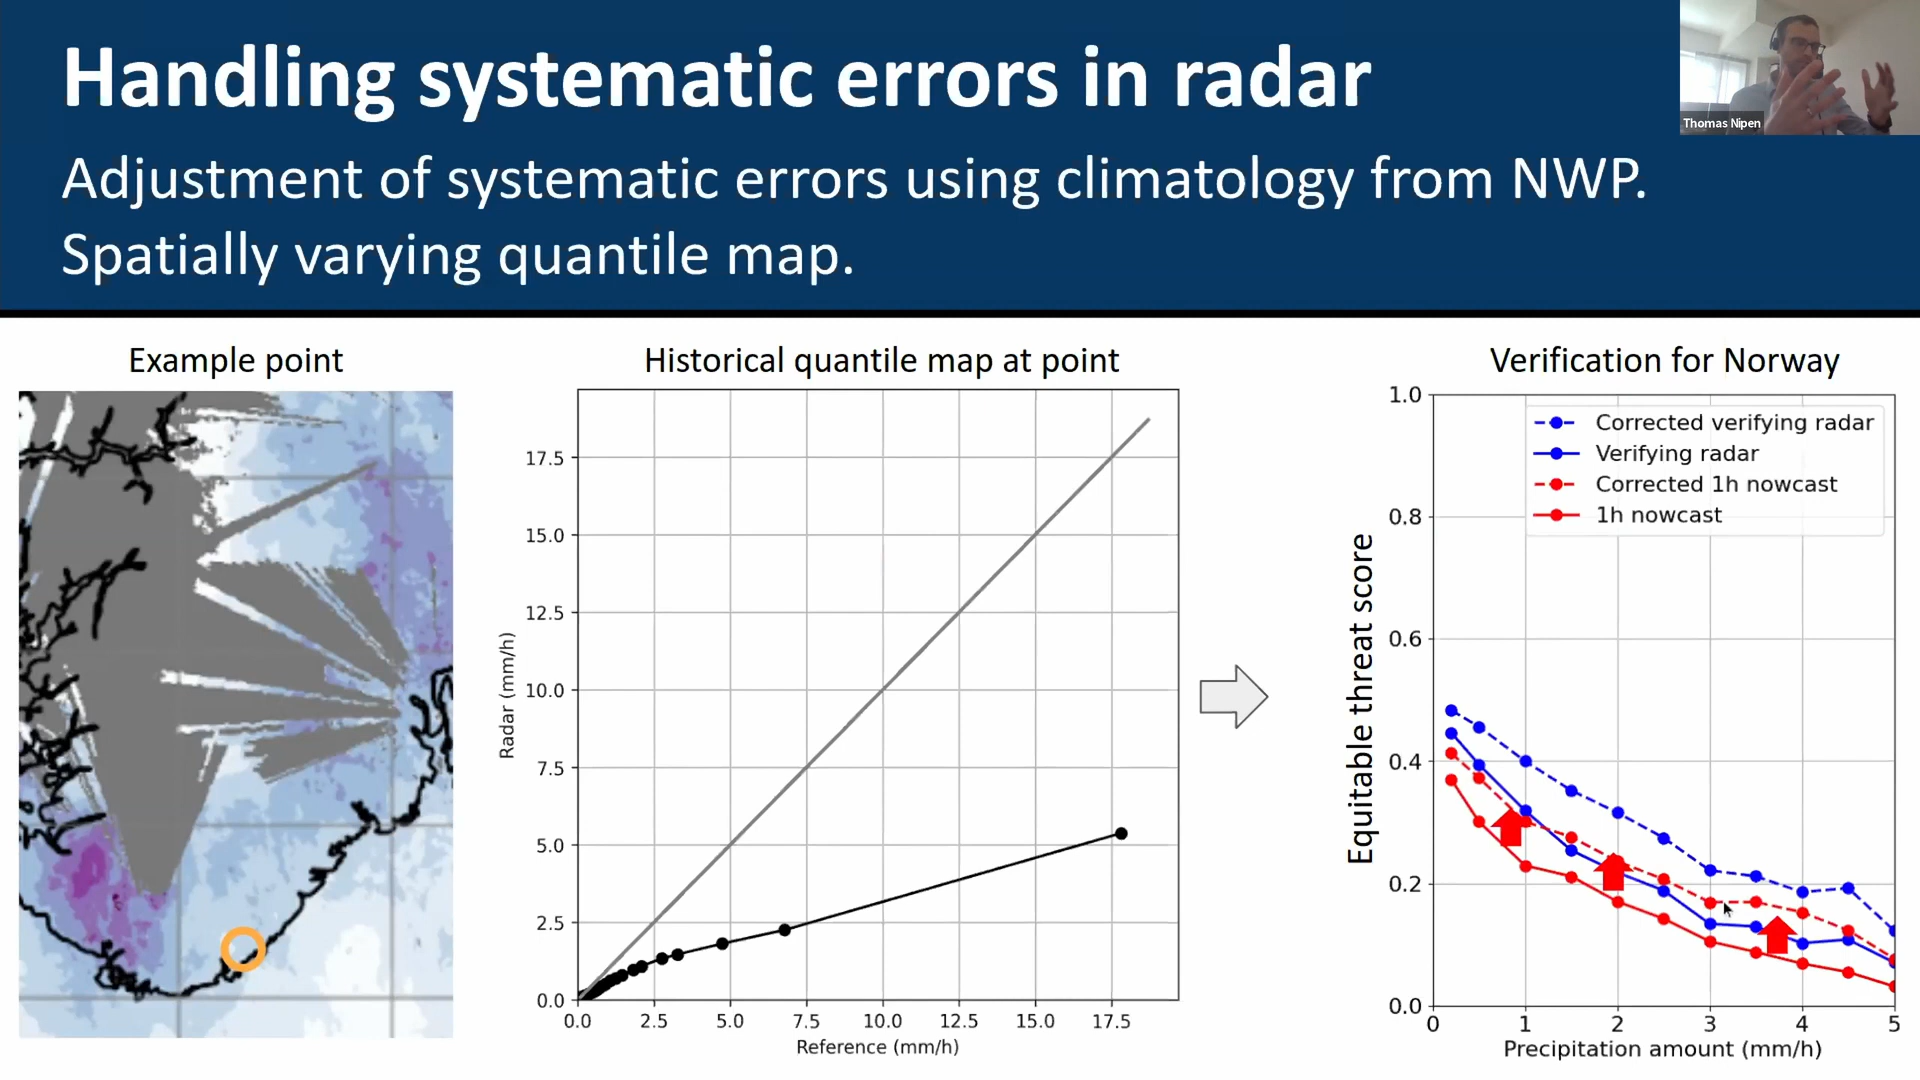 Handling systematic errors in radar
Adjustment of systematic errors using climatology from NWP.
Spatially varying quantile map.
Thomas Nipen
Example point
Historical quantile map at point
17.5
15.0
12.5
10.0
7.5
5.0
2.5
0.0
Radar (mm/h)
0.0 2.5 5.0 7.5 10.0 12.5 15.0 17.5
Reference (mm/h)
Verification for Norway
Corrected verifying radar
Verifying radar
Corrected 1h nowcast
1h nowcast
1.0
0.8
0.6
0.4
0.2
0.0
Equitable threat score
0 1 2 3 4 5
Precipitation amount (mm/h)